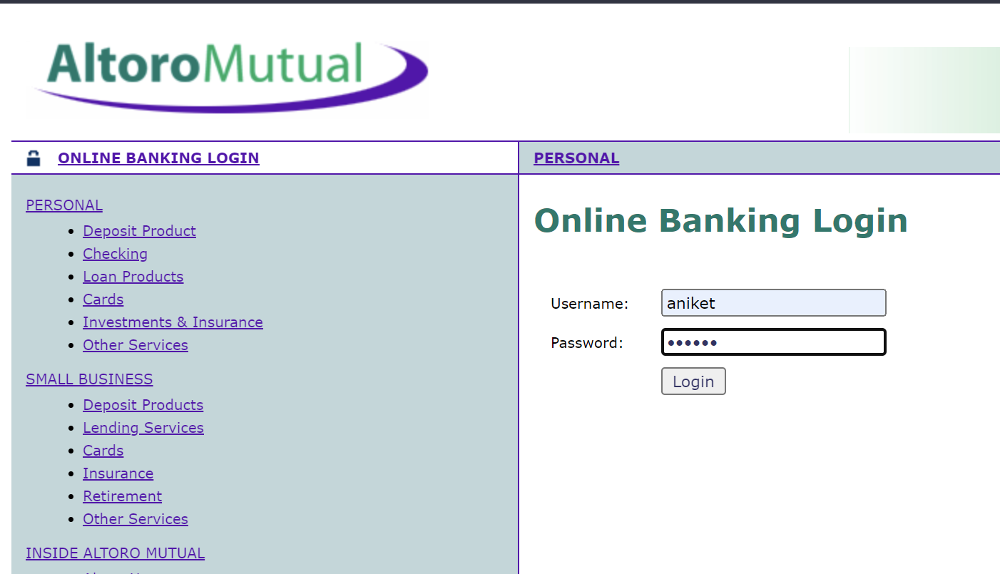 AltoroMutual
ONLINE BANKING LOGIN
PERSONAL
PERSONAL
Deposit Product
Checking
Loan Products
Cards
Investments & Insurance
Other Services
SMALL BUSINESS
Deposit Products
Lending Services
Cards
Insurance
Retirement
Other Services
INSIDE ALTORO MUTUAL
Online Banking Login
Username: aniket
Password: ••••••
Login